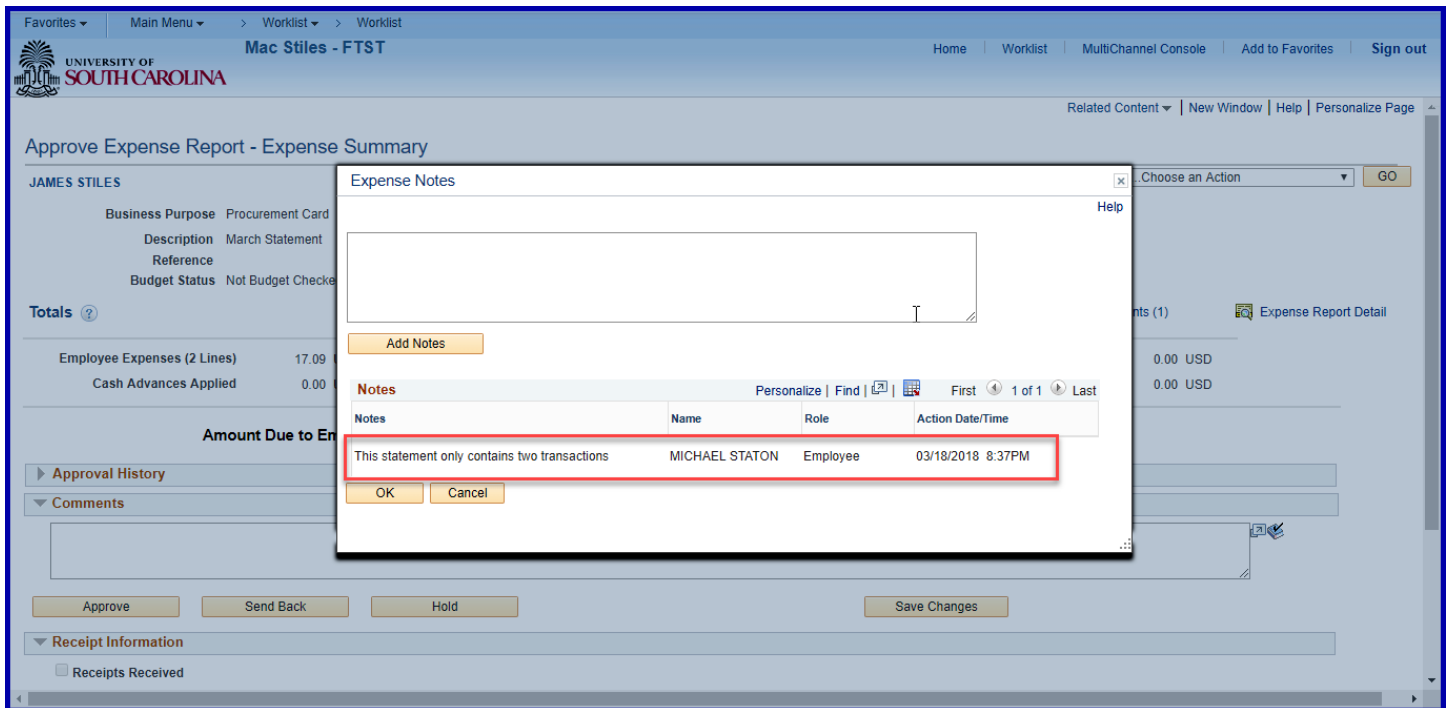 Favorites Main Menu > Worklist > Worklist
Mac Stiles - FTST
Home Worklist MultiChannel Console Add to Favorites Sign out
UNIVERSITY OF
SOUTH CAROLINA
Related Content | New Window | Help | Personalize Page
Approve Expense Report - Expense Summary
JAMES STILES
...Choose an Action GO
Business Purpose Procurement Card
Description March Statement
Reference
Budget Status Not Budget Checke
Totals ?
nts (1) Expense Report Detail
Employee Expenses (2 Lines) 17.09
0.00 USD
Cash Advances Applied 0.00
0.00 USD
Amount Due to En
Expense Notes
Help
Add Notes
Notes Personalize | Find | First 1 of 1 Last
Notes Name Role Action Date/Time
This statement only contains two transactions MICHAEL STATON Employee 03/18/2018 8:37PM
OK Cancel
Approval History
Comments
Approve Send Back Hold Save Changes
Receipt Information
Receipts Received